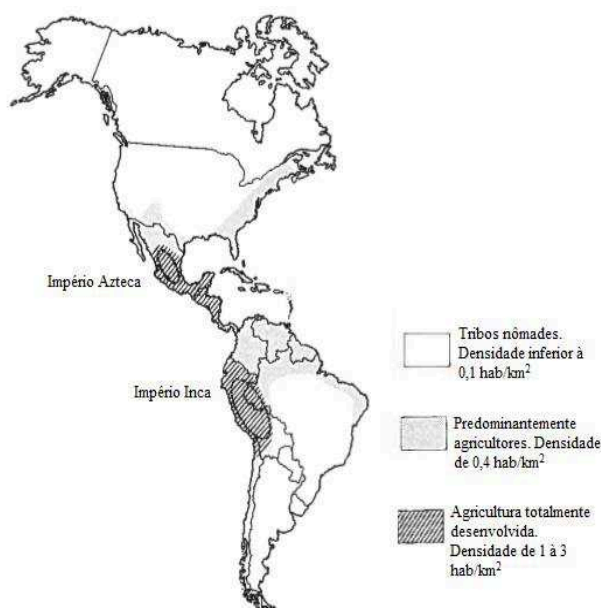 Império Azteca
Império Inca
Tribos nômades.
Densidade inferior à
0,1 hab/km²
Predominantemente
agricultores. Densidade
de 0,4 hab/km²
Agricultura totalmente
desenvolvida.
Densidade de 1 à 3
hab/km²